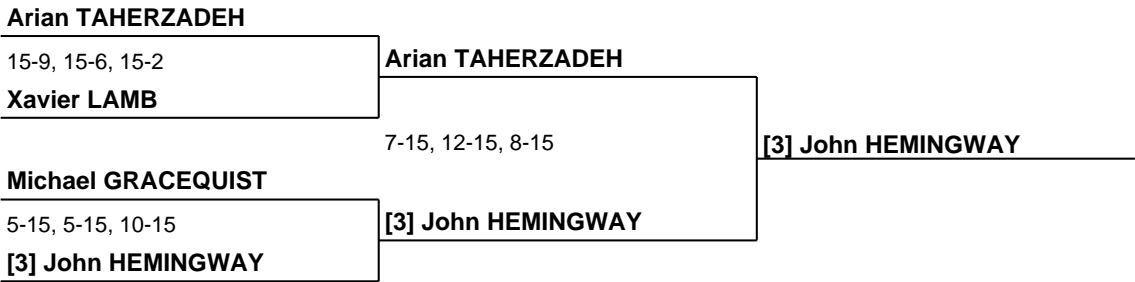 Arian TAHERZADEH
15-9, 15-6, 15-2
Arian TAHERZADEH
Xavier LAMB
7-15, 12-15, 8-15
[3] John HEMINGWAY
Michael GRACEQUIST
5-15, 5-15, 10-15
[3] John HEMINGWAY
[3] John HEMINGWAY